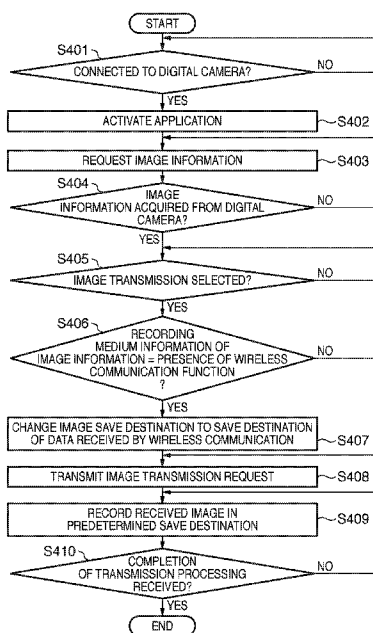 START
S401
CONNECTED TO DIGITAL CAMERA?
NO
YES
ACTIVATE APPLICATION
S402
REQUEST IMAGE INFORMATION
S403
S404
IMAGE
INFORMATION ACQUIRED FROM DIGITAL
CAMERA?
NO
YES
S405
IMAGE TRANSMISSION SELECTED?
NO
YES
S406
RECORDING
MEDIUM INFORMATION OF
IMAGE INFORMATION = PRESENCE OF WIRELESS
COMMUNICATION FUNCTION
?
NO
YES
CHANGE IMAGE SAVE DESTINATION TO SAVE DESTINATION
OF DATA RECEIVED BY WIRELESS COMMUNICATION
S407
TRANSMIT IMAGE TRANSMISSION REQUEST
S408
RECORD RECEIVED IMAGE IN
PREDETERMINED SAVE DESTINATION
S409
S410
COMPLETION
OF TRANSMISSION PROCESSING
RECEIVED?
NO
YES
END